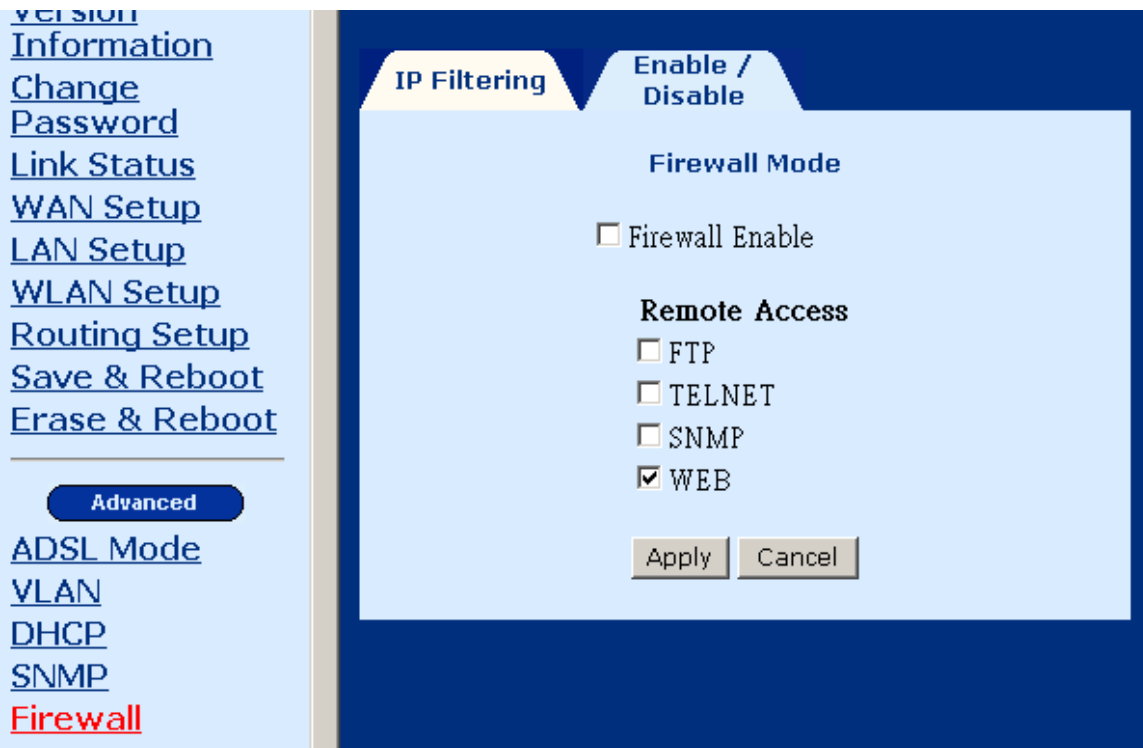 Version
Information
Change
Password
Link Status
WAN Setup
LAN Setup
WLAN Setup
Routing Setup
Save & Reboot
Erase & Reboot
Advanced
ADSL Mode
VLAN
DHCP
SNMP
Firewall
IP Filtering
Enable /
Disable
Firewall Mode
Firewall Enable
Remote Access
FTP
TELNET
SNMP
WEB
Apply Cancel